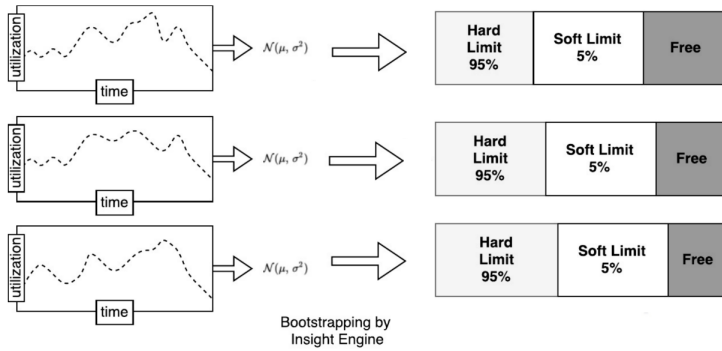 utilization
time
N(μ, σ²)
Hard
Limit
95%
Soft Limit
5%
Free
utilization
time
N(μ, σ²)
Hard
Limit
95%
Soft Limit
5%
Free
utilization
time
N(μ, σ²)
Hard
Limit
95%
Soft Limit
5%
Free
Bootstrapping by
Insight Engine